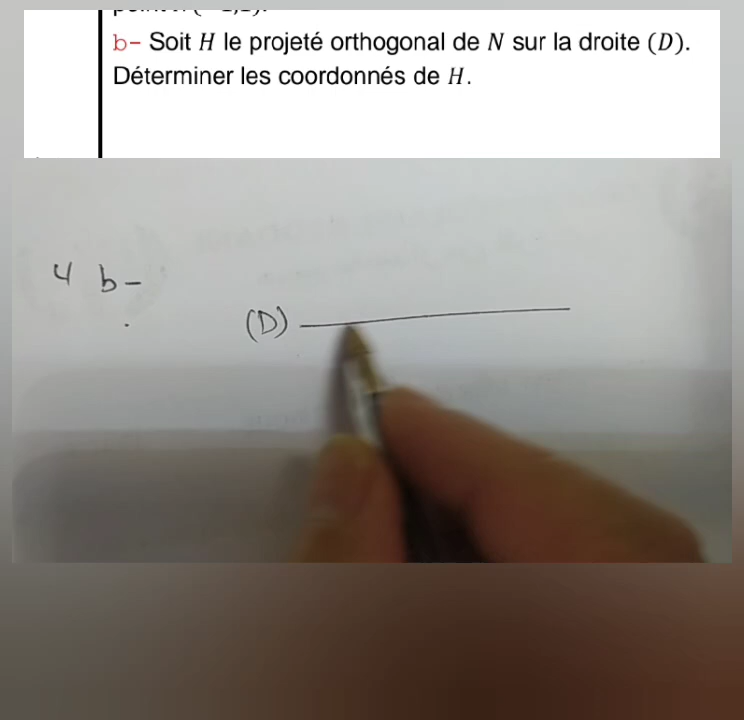 b- Soit H le projeté orthogonal de N sur la droite (D).
Déterminer les coordonnés de H.
4 b-
(D)